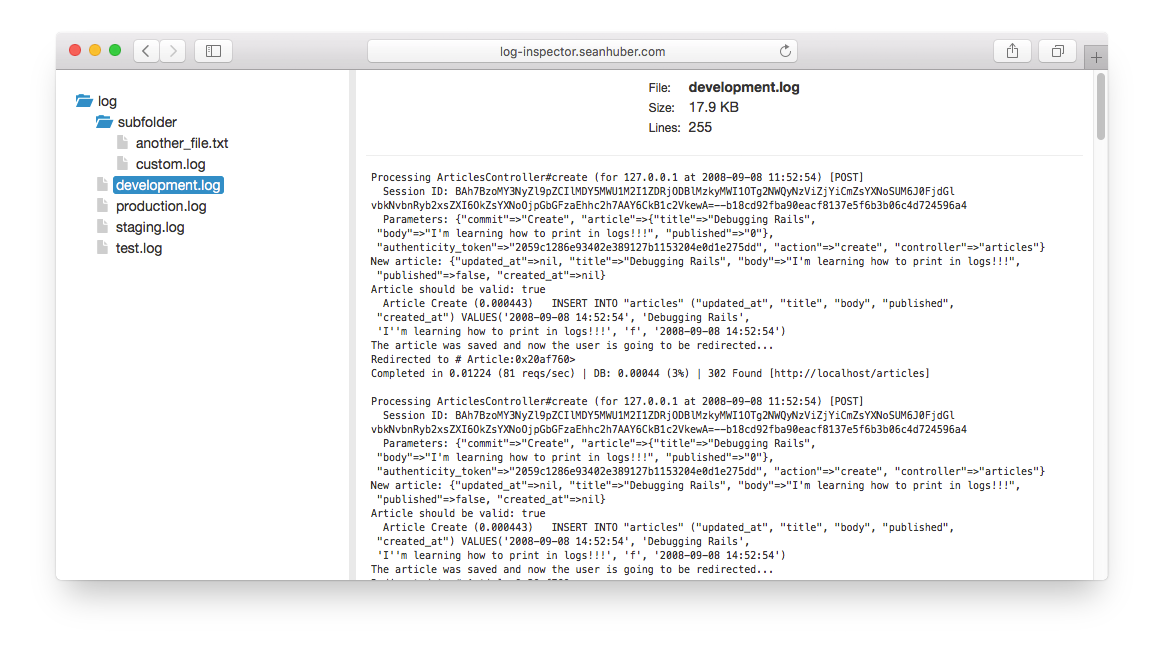 log-inspector.seanhuber.com
log
subfolder
another_file.txt
custom.log
development.log
production.log
staging.log
test.log
File: development.log
Size: 17.9 KB
Lines: 255
Processing ArticlesController#create (for 127.0.0.1 at 2008-09-08 11:52:54) [POST]
Session ID: BAh7BzoMY3NyZl9pZCIlMDY5MWU1M2I1ZDRjODBlMzkyMWI1OTg2NWQyNzViZjYiCmZsYXNoSUM6J0FjdGl
vbkNvbnRyb2xsZXI6OkZsYXNoOjpGbGFzaEhhc2h7AAY6CkB1c2VkewA=--b18cd92fba90eacf8137e5f6b3b06c4d724596a4
Parameters: {"commit"=>"Create", "article"=>{"title"=>"Debugging Rails",
"body"=>"I'm learning how to print in logs!!!", "published"=>"0"},
"authenticity_token"=>"2059c1286e93402e389127b1153204e0d1e275dd", "action"=>"create", "controller"=>"articles"}
New article: {"updated_at"=>nil, "title"=>"Debugging Rails", "body"=>"I'm learning how to print in logs!!!",
"published"=>false, "created_at"=>nil}
Article should be valid: true
Article Create (0.000443)   INSERT INTO "articles" ("updated_at", "title", "body", "published",
"created_at") VALUES('2008-09-08 14:52:54', 'Debugging Rails',
'I''m learning how to print in logs!!!', 'f', '2008-09-08 14:52:54')
The article was saved and now the user is going to be redirected...
Redirected to # Article:0x20af760>
Completed in 0.01224 (81 reqs/sec) | DB: 0.00044 (3%) | 302 Found [http://localhost/articles]
Processing ArticlesController#create (for 127.0.0.1 at 2008-09-08 11:52:54) [POST]
Session ID: BAh7BzoMY3NyZl9pZCIlMDY5MWU1M2I1ZDRjODBlMzkyMWI1OTg2NWQyNzViZjYiCmZsYXNoSUM6J0FjdGl
vbkNvbnRyb2xsZXI6OkZsYXNoOjpGbGFzaEhhc2h7AAY6CkB1c2VkewA=--b18cd92fba90eacf8137e5f6b3b06c4d724596a4
Parameters: {"commit"=>"Create", "article"=>{"title"=>"Debugging Rails",
"body"=>"I'm learning how to print in logs!!!", "published"=>"0"},
"authenticity_token"=>"2059c1286e93402e389127b1153204e0d1e275dd", "action"=>"create", "controller"=>"articles"}
New article: {"updated_at"=>nil, "title"=>"Debugging Rails", "body"=>"I'm learning how to print in logs!!!",
"published"=>false, "created_at"=>nil}
Article should be valid: true
Article Create (0.000443)   INSERT INTO "articles" ("updated_at", "title", "body", "published",
"created_at") VALUES('2008-09-08 14:52:54', 'Debugging Rails',
'I''m learning how to print in logs!!!', 'f', '2008-09-08 14:52:54')
The article was saved and now the user is going to be redirected...